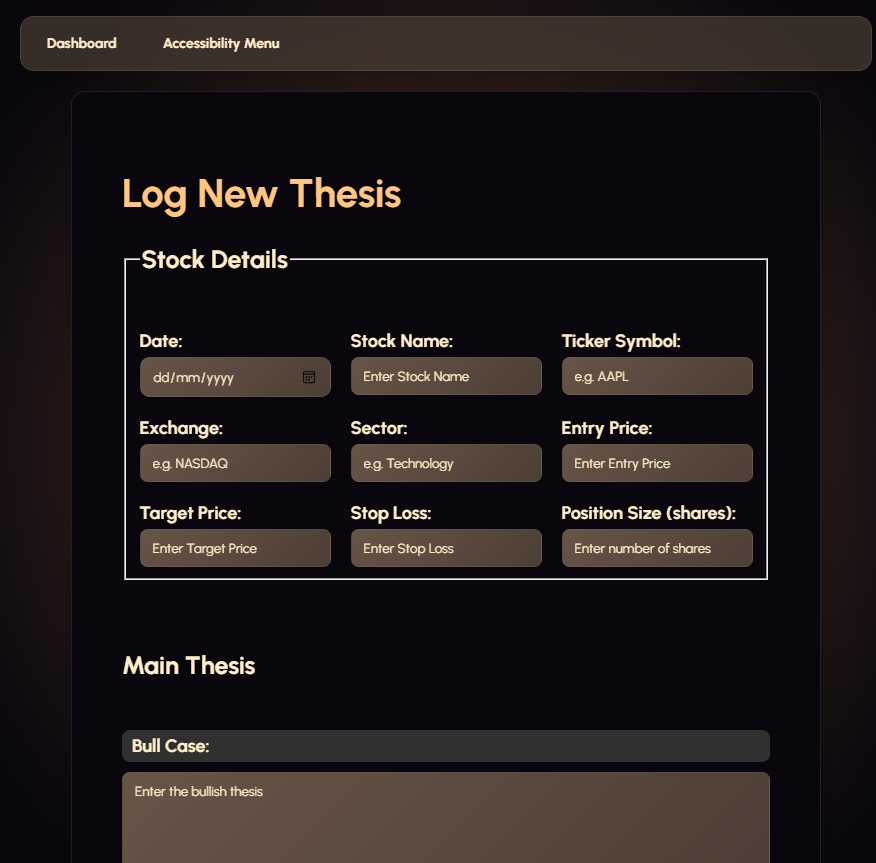 Dashboard Accessibility Menu
Log New Thesis
Stock Details
Date: Stock Name: Ticker Symbol:
dd/mm/yyyy Enter Stock Name e.g. AAPL
Exchange: Sector: Entry Price:
e.g. NASDAQ e.g. Technology Enter Entry Price
Target Price: Stop Loss: Position Size (shares):
Enter Target Price Enter Stop Loss Enter number of shares
Main Thesis
Bull Case:
Enter the bullish thesis